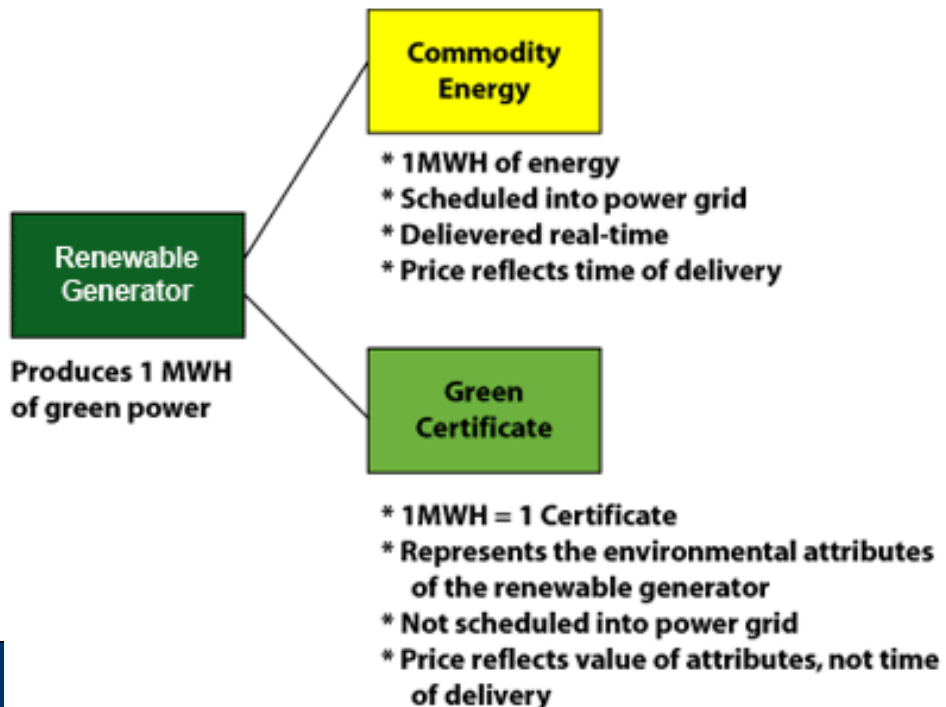 Commodity
Energy
* 1MWH of energy
* Scheduled into power grid
* Delievered real-time
* Price reflects time of delivery
Renewable
Generator
Produces 1 MWH
of green power
Green
Certificate
* 1MWH = 1 Certificate
* Represents the environmental attributes
of the renewable generator
* Not scheduled into power grid
* Price reflects value of attributes, not time
of delivery